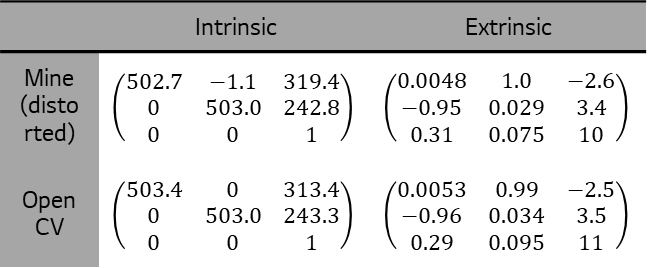 Intrinsic Extrinsic
Mine (distorted)
502.7 −1.1 319.4 0.0048 1.0 −2.6
0 503.0 242.8 −0.95 0.029 3.4
0 0 1 0.31 0.075 10
Open CV
503.4 0 313.4 0.0053 0.99 −2.5
0 503.0 243.3 −0.96 0.034 3.5
0 0 1 0.29 0.095 11